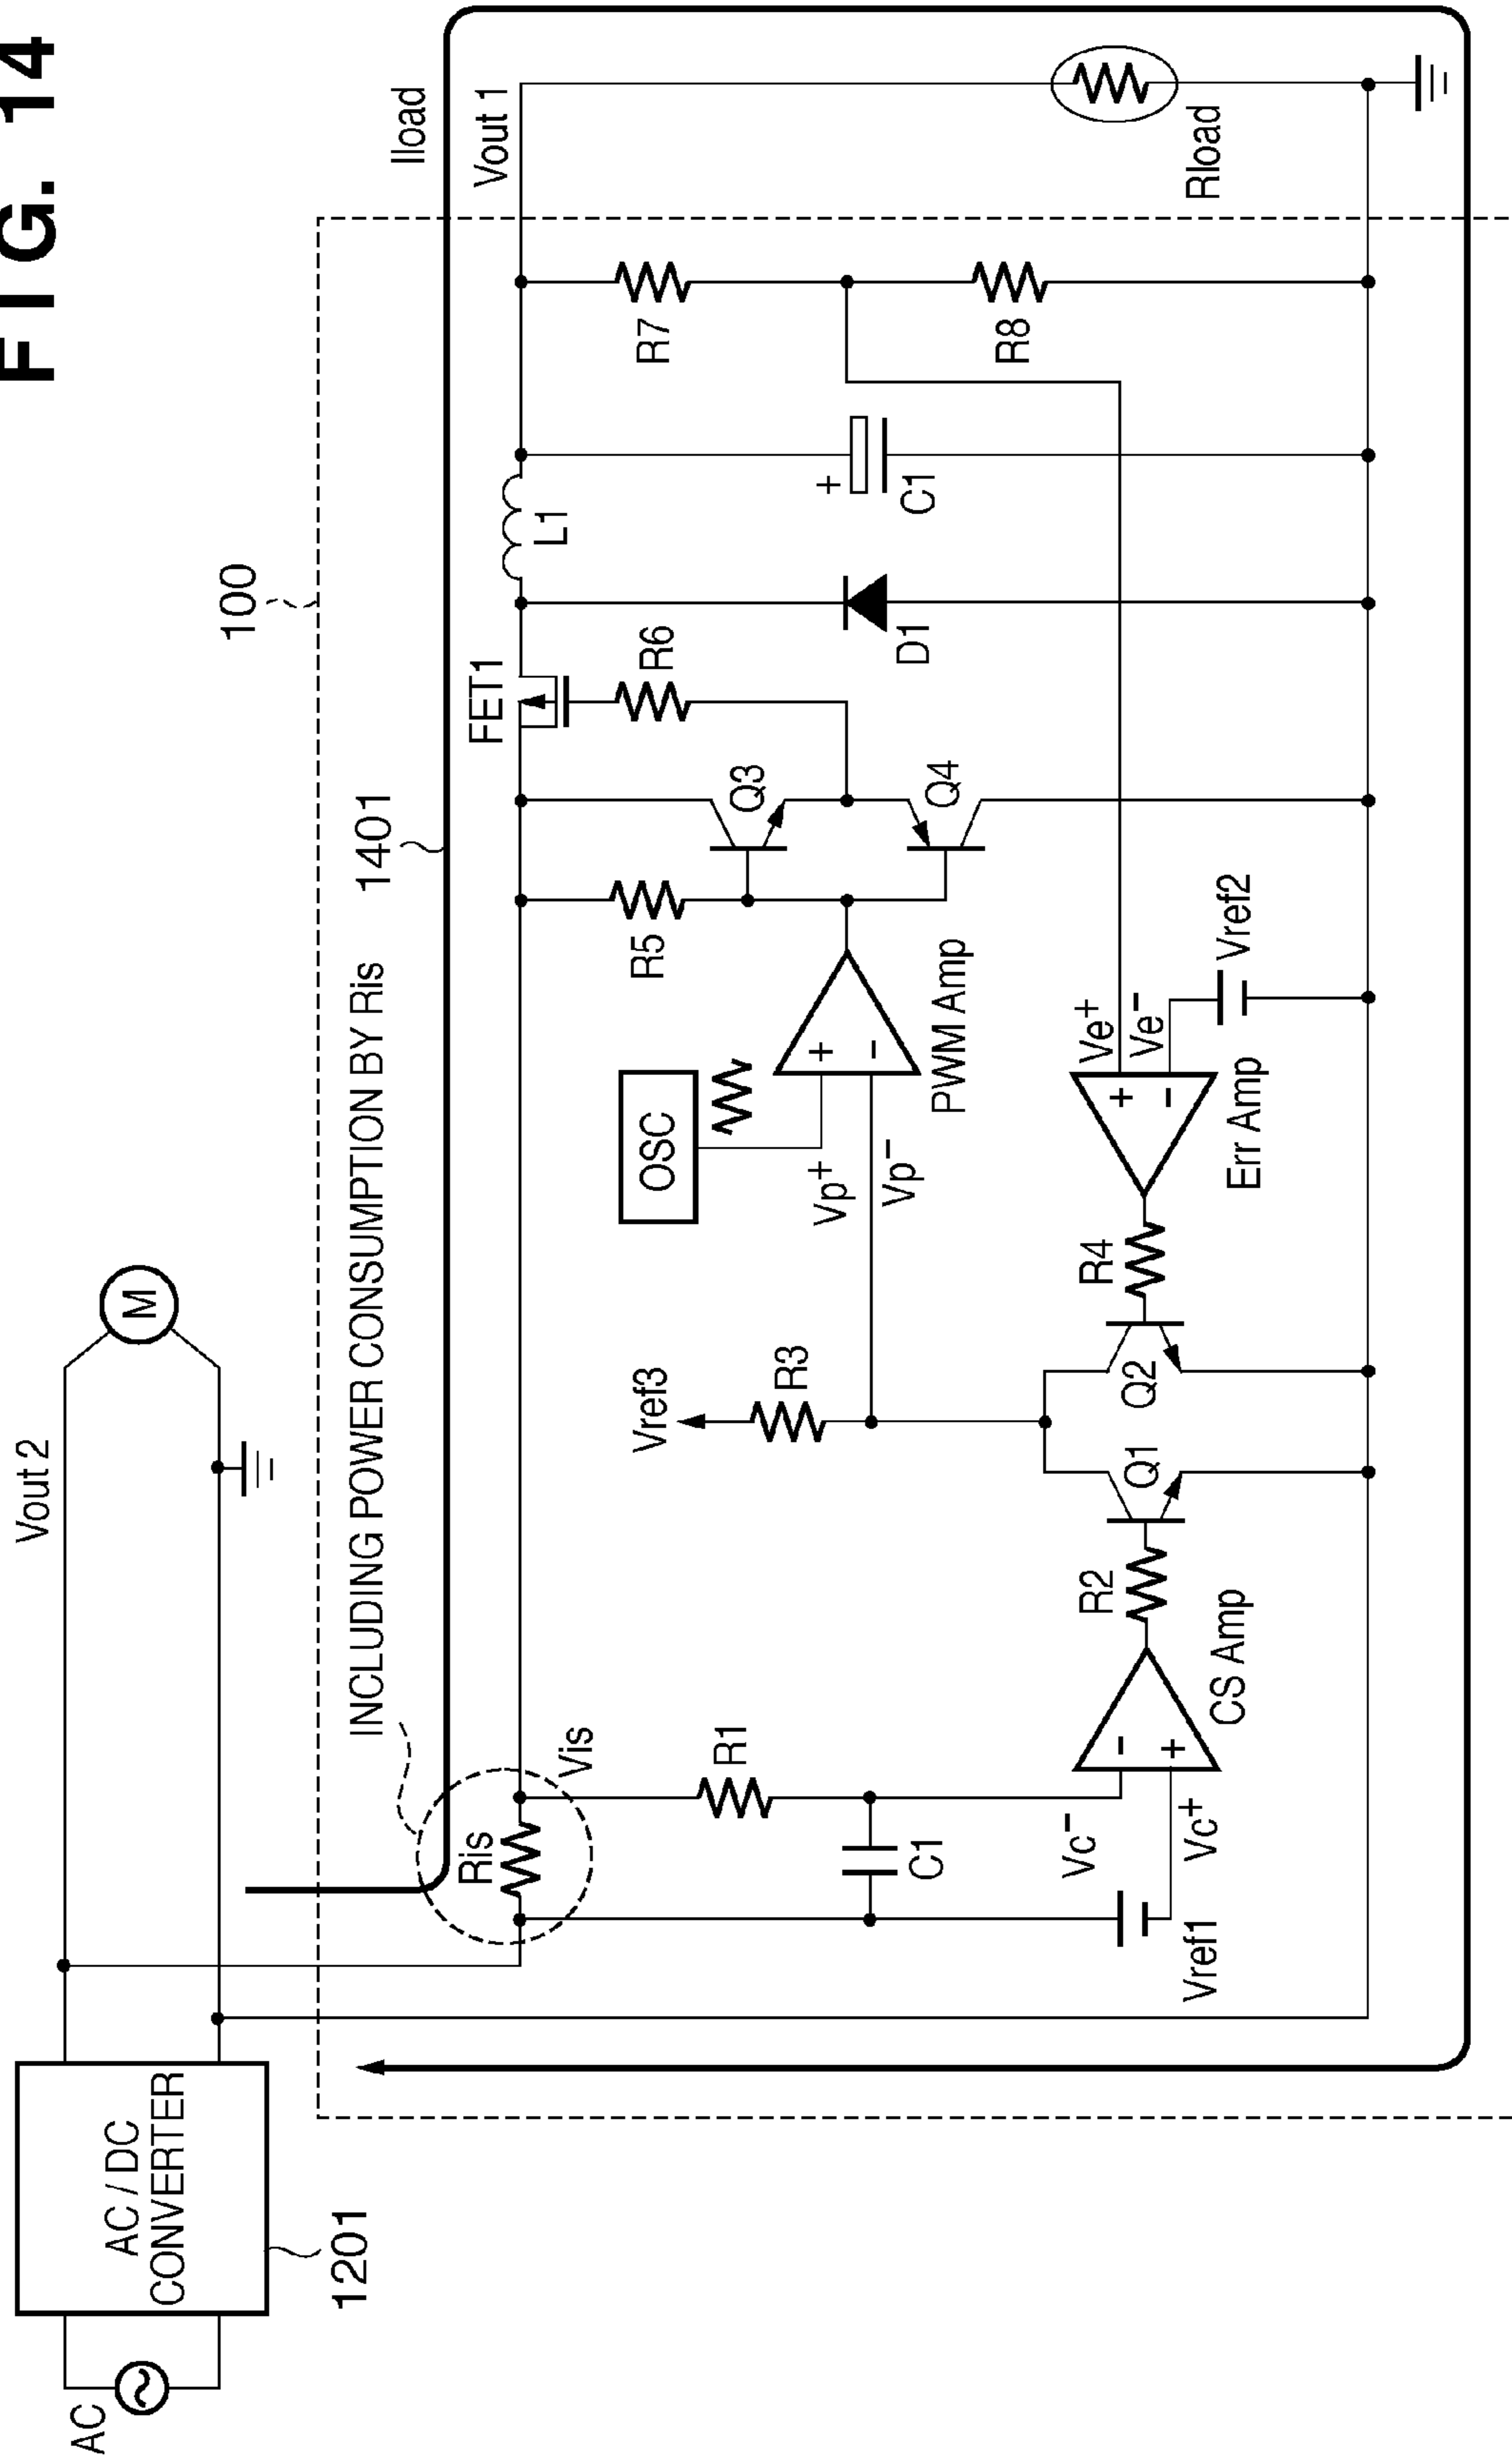 FIG. 14
AC
AC / DC
CONVERTER
1201
Vout 2
M
100
INCLUDING POWER CONSUMPTION BY Ris
1401
Iload
Ris
Vis
FET1
L1
Vout 1
R1
C1
Vc-
Vc+
Vref1
CS Amp
-
+
R2
Q1
Q2
Vref3
R3
R4
Err Amp
+
-
Ve+
Ve-
Vref2
OSC
Vp+
Vp-
+
-
PWM Amp
R5
Q3
Q4
R6
D1
+
C1
R7
R8
Rload